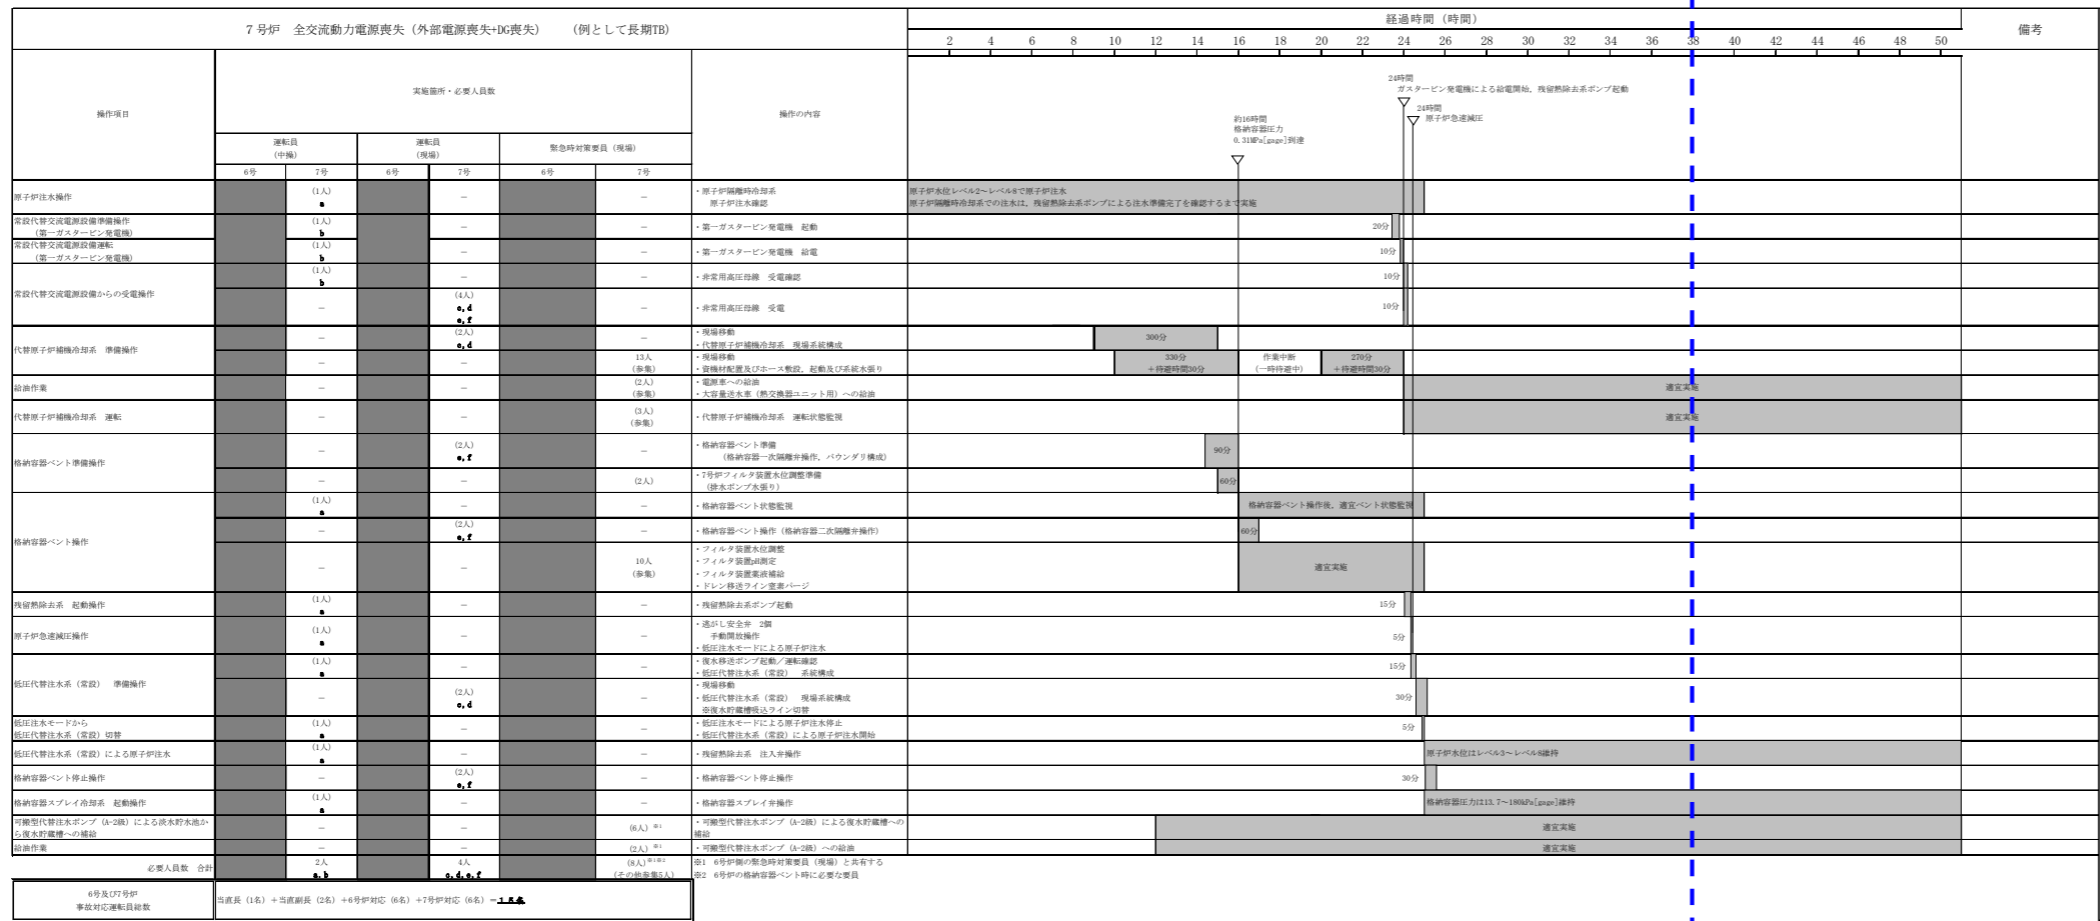 7号炉　全交流動力電源喪失（外部電源喪失+DG喪失）　（例として長期TB）
経過時間（時間）
備考
2 4 6 8 10 12 14 16 18 20 22 24 26 28 30 32 34 36 38 40 42 44 46 48 50
操作項目
実施箇所・必要人員数
操作の内容
運転員
（中操）
運転員
（現場）
緊急時対策要員（現場）
6号 7号 6号 7号 6号 7号
24時間
ガスタービン発電機による給電開始、残留熱除去系ポンプ起動
24時間
原子炉急速減圧
約16時間
格納容器圧力
0.31MPa[gage]到達
原子炉注水操作
(1人)
a
－ －
・原子炉隔離時冷却系
原子炉注水確認
原子炉水位レベル2～レベル8で原子炉注水
原子炉隔離時冷却系での注水は、残留熱除去系ポンプによる注水準備完了を確認するまで実施
常設代替交流電源設備準備操作
（第一ガスタービン発電機）
(1人)
b
－ －
・第一ガスタービン発電機　起動
20分
常設代替交流電源設備運転
（第一ガスタービン発電機）
(1人)
b
－ －
・第一ガスタービン発電機　給電
10分
常設代替交流電源設備からの受電操作
(1人)
b
－ －
・非常用高圧母線　受電確認
10分
－
(4人)
c,d
e,f
－
・非常用高圧母線　受電
10分
代替原子炉補機冷却系　準備操作
－
(2人)
c,d
－
・現場移動
・代替原子炉補機冷却系　現場系統構成
300分
－ －
13人
(参集)
・現場移動
・資機材配置及びホース敷設、起動及び系統水張り
330分
＋待避時間30分
作業中断
（一時待避中）
270分
＋待避時間30分
給油作業
－ －
(2人)
(参集)
・電源車への給油
・大容量送水車（熱交換器ユニット用）への給油
適宜実施
代替原子炉補機冷却系　運転
－ －
(3人)
(参集)
・代替原子炉補機冷却系　運転状態監視
適宜実施
格納容器ベント準備操作
－
(2人)
e,f
－
・格納容器ベント準備
（格納容器一次隔離弁操作、バウンダリ構成）
90分
－ －
(2人)
・7号炉フィルタ装置水位調整準備
（排水ポンプ水張り）
60分
格納容器ベント操作
(1人)
a
－ －
・格納容器ベント状態監視
格納容器ベント操作後、適宜ベント状態監視
－
(2人)
e,f
－
・格納容器ベント操作（格納容器二次隔離弁操作）
60分
－ －
10人
(参集)
・フィルタ装置水位調整
・フィルタ装置pH測定
・フィルタ装置薬液補給
・ドレン移送ライン窒素パージ
適宜実施
残留熱除去系　起動操作
(1人)
a
－ －
・残留熱除去系ポンプ起動
15分
原子炉急速減圧操作
(1人)
a
－ －
・逃がし安全弁　2個
手動開放操作
・低圧注水モードによる原子炉注水
5分
低圧代替注水系（常設）　準備操作
(1人)
a
－ －
・復水移送ポンプ起動／運転確認
・低圧代替注水系（常設）　系統構成
15分
－
(2人)
c,d
－
・現場移動
・低圧代替注水系（常設）　現場系統構成
※復水貯蔵槽吸込ライン切替
30分
低圧注水モードから
低圧代替注水系（常設）切替
(1人)
a
－ －
・低圧注水モードによる原子炉注水停止
・低圧代替注水系（常設）による原子炉注水開始
5分
低圧代替注水系（常設）による原子炉注水
(1人)
a
－ －
・残留熱除去系　注入弁操作
原子炉水位はレベル3～レベル8維持
格納容器ベント停止操作
－
(2人)
e,f
－
・格納容器ベント停止操作
30分
格納容器スプレイ冷却系　起動操作
(1人)
a
－ －
・格納容器スプレイ弁操作
格納容器圧力は13.7～180kPa[gage]維持
可搬型代替注水ポンプ（A-2級）による淡水貯水池か
ら復水貯蔵槽への補給
－ －
(6人)※1
・可搬型代替注水ポンプ（A-2級）による復水貯蔵槽への
補給
適宜実施
給油作業
－ －
(2人)※1
・可搬型代替注水ポンプ（A-2級）への給油
適宜実施
必要人員数　合計
2人
a,b
4人
c,d,e,f
(8人)※1※2
(その他参集5人)
※1　6号炉側の緊急時対策要員（現場）と共有する
※2　6号炉の格納容器ベント時に必要な要員
6号及び7号炉
事故対応運転員総数
当直長（1名）＋当直副長（2名）＋6号炉対応（6名）＋7号炉対応（6名）＝15名